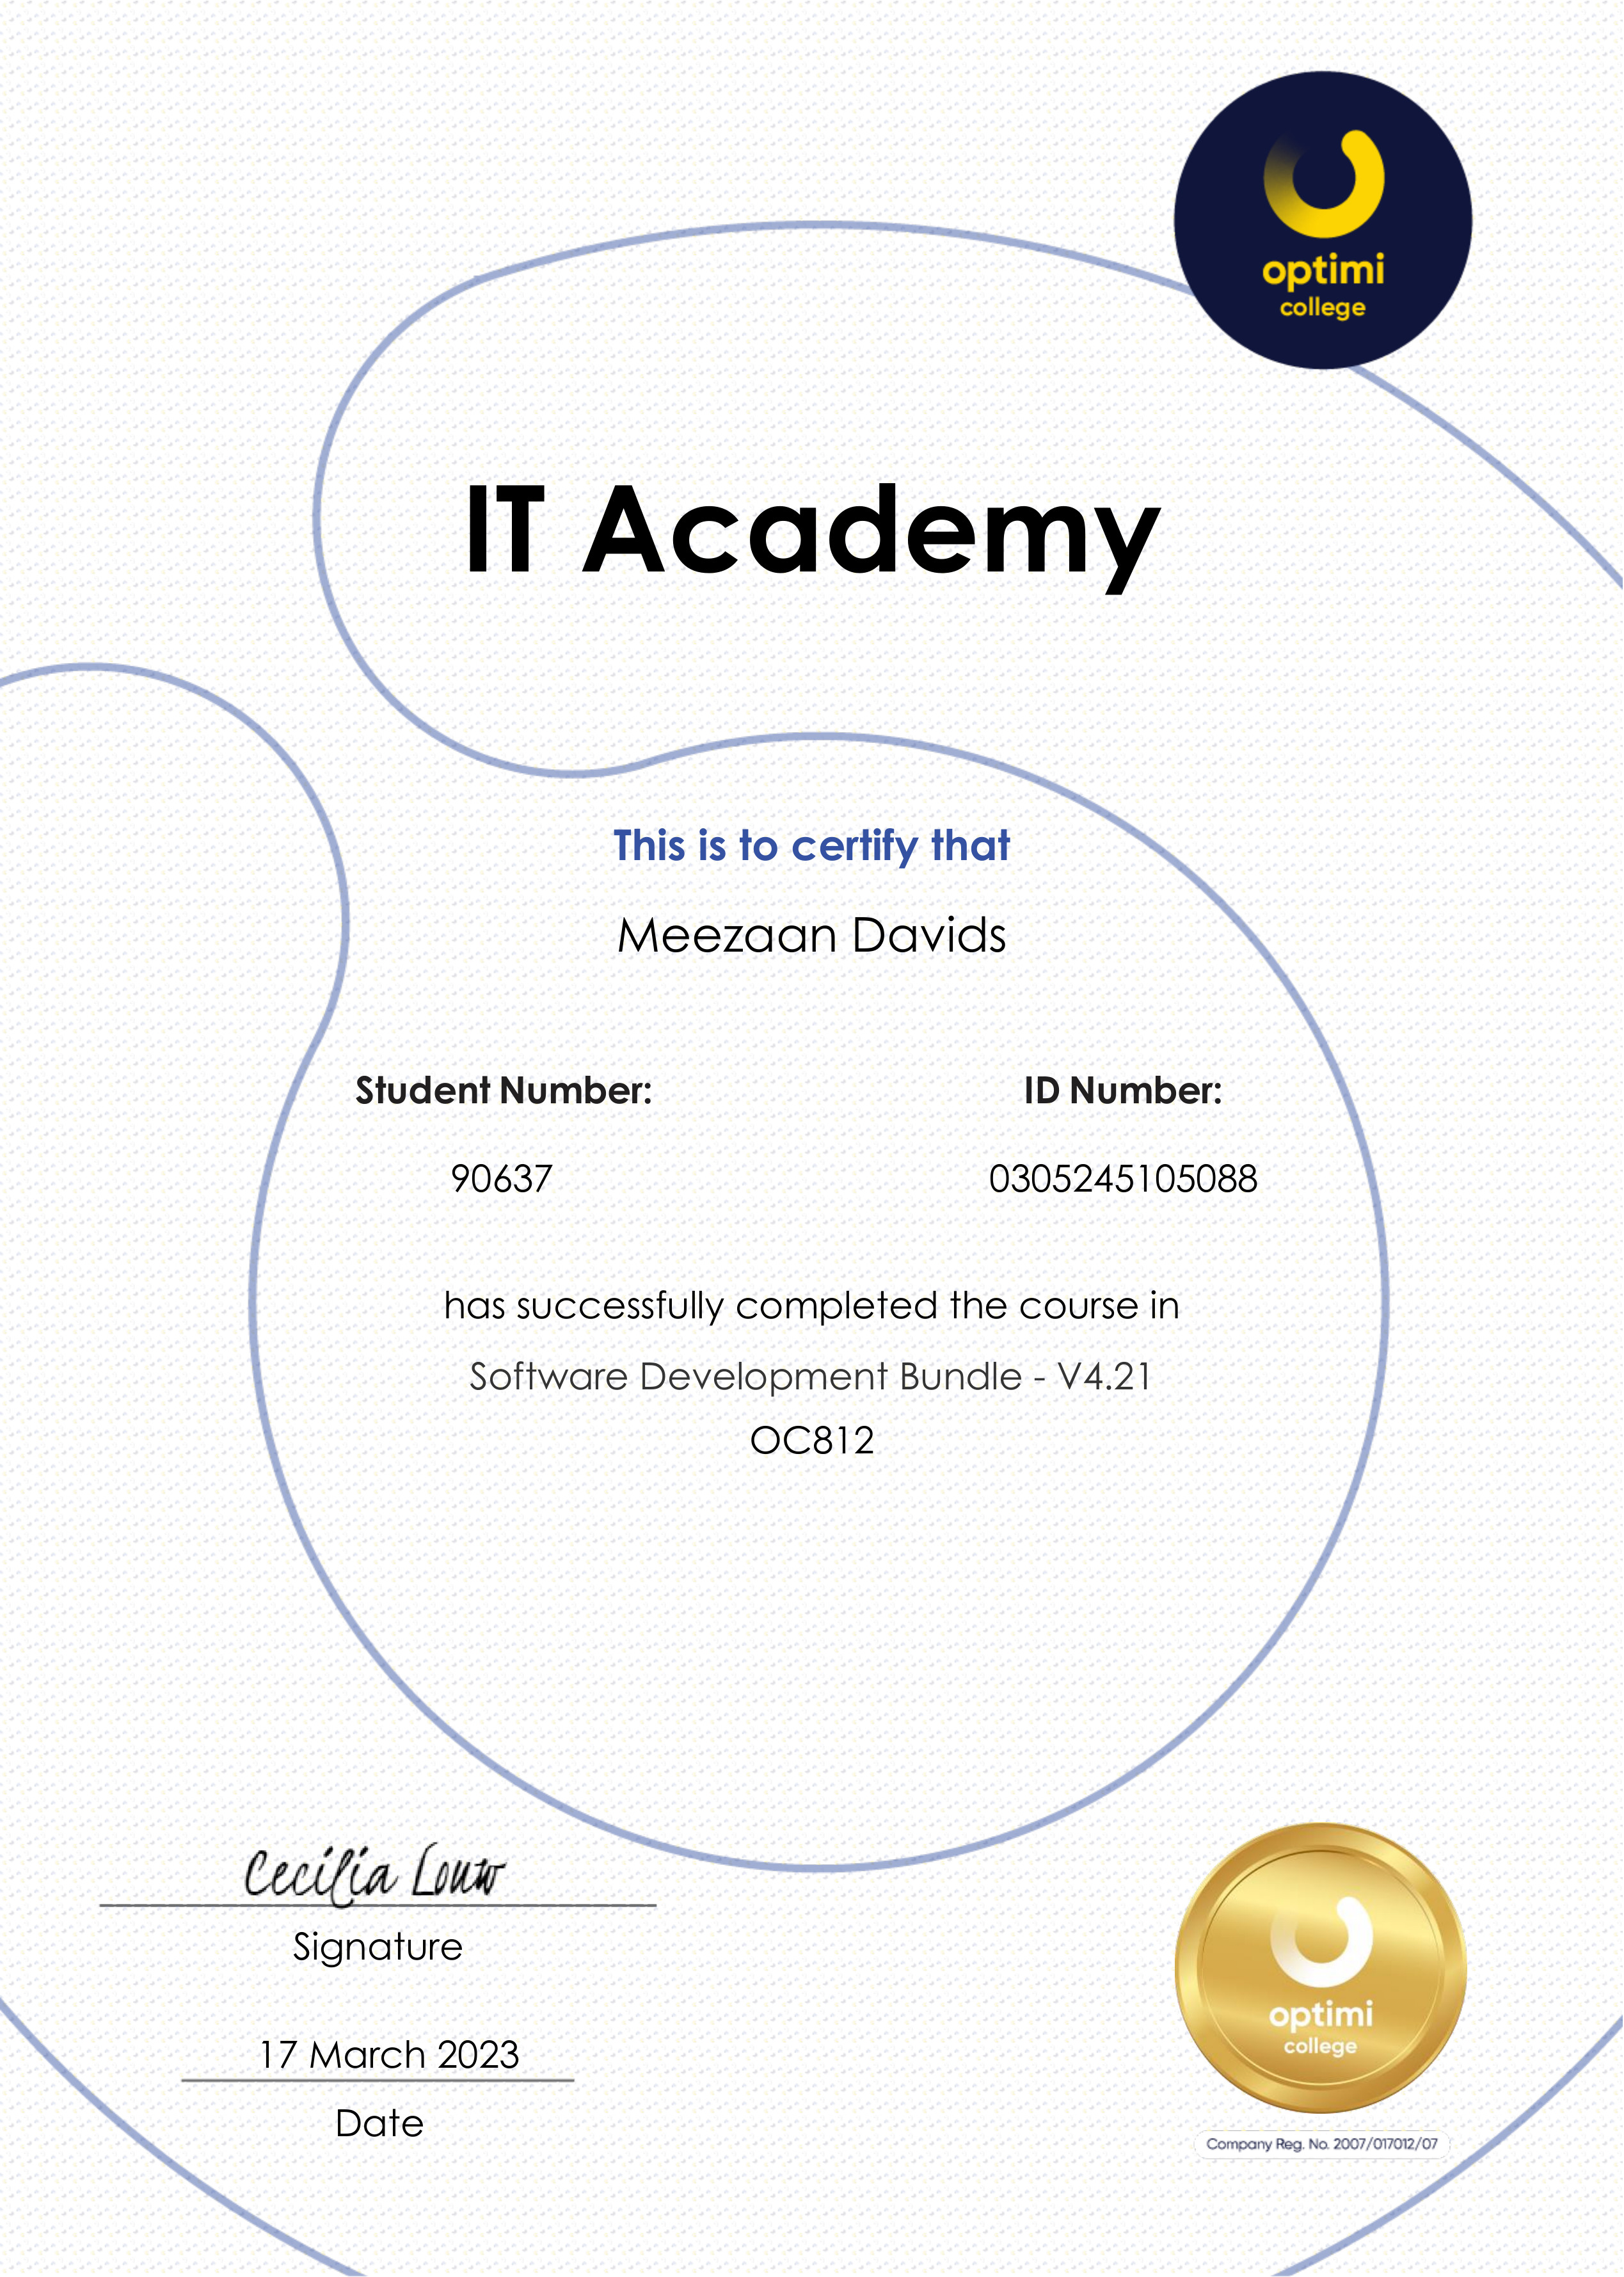 optimi
college
IT Academy
This is to certify that
Meezaan Davids
Student Number:
ID Number:
90637
0305245105088
has successfully completed the course in
Software Development Bundle - V4.21
OC812
Cecilia Louw
Signature
17 March 2023
Date
optimi
college
Company Reg. No. 2007/017012/07